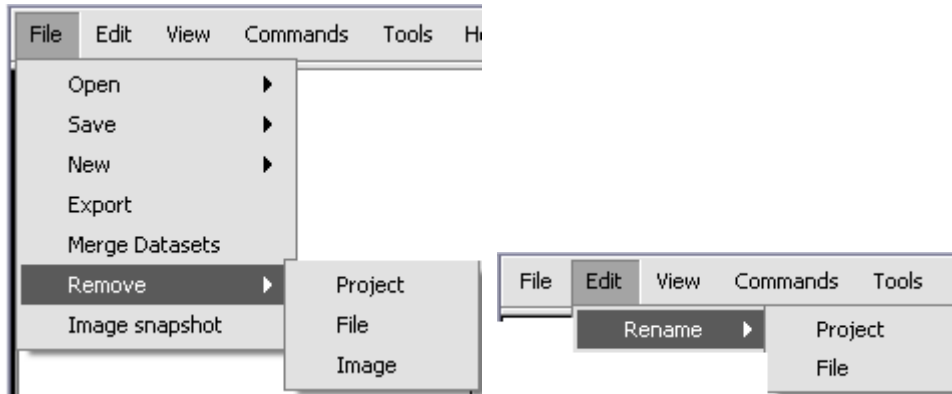 File Edit View Commands Tools
Open
Save
New
Export
Merge Datasets
Remove
Image snapshot
Project
File
Image
File Edit View Commands Tools
Rename
Project
File